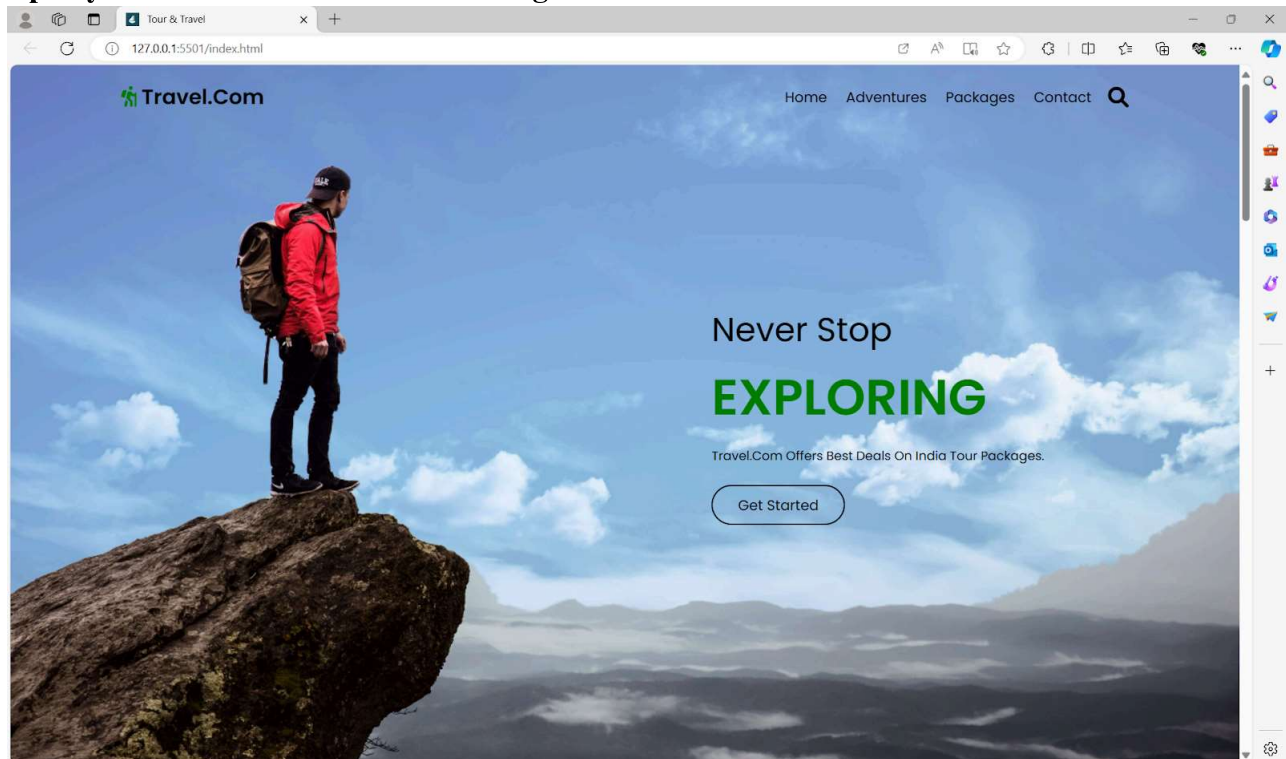 Tour & Travel
127.0.0.1:5501/index.html
Travel.Com
Home Adventures Packages Contact
Never Stop
EXPLORING
Travel.Com Offers Best Deals On India Tour Packages.
Get Started